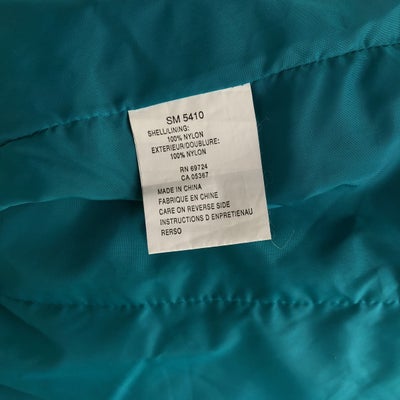 SM 5410
SHELL/LINING:
100% NYLON
EXTERIEUR/DOUBLURE:
100% NYLON
RN 69724
CA 05367
MADE IN CHINA
FABRIQUE EN CHINE
CARE ON REVERSE SIDE
INSTRUCTIONS D ENPRETIENAU
RERSO